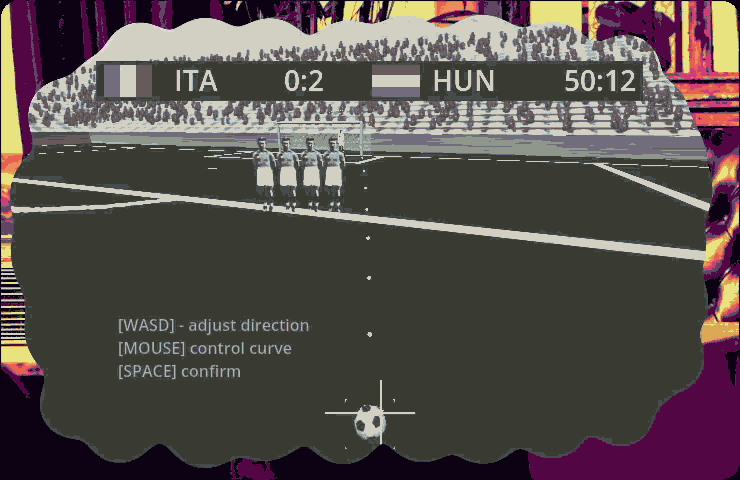 ITA 0:2 HUN 50:12
[WASD] - adjust direction
[MOUSE] control curve
[SPACE] confirm